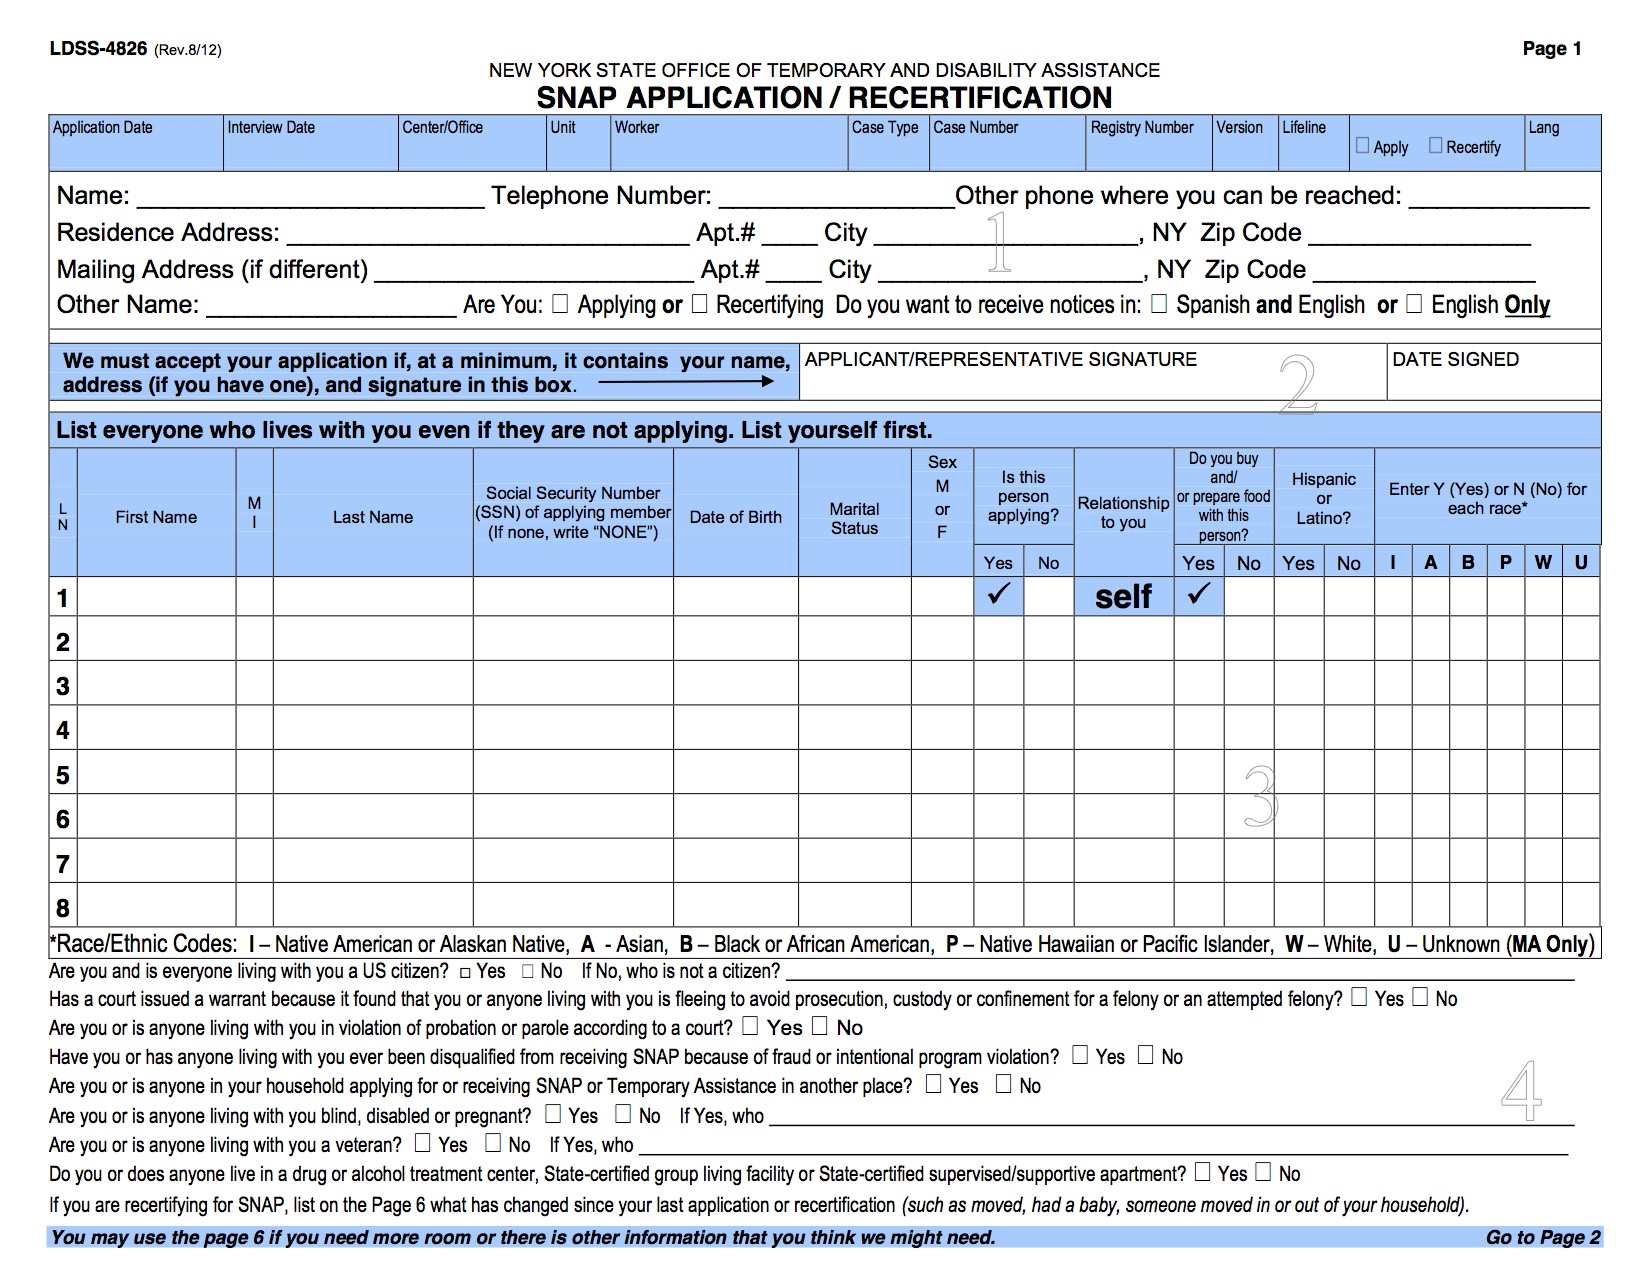 LDSS-4826 (Rev.8/12) Page 1
NEW YORK STATE OFFICE OF TEMPORARY AND DISABILITY ASSISTANCE
SNAP APPLICATION / RECERTIFICATION
Application Date Interview Date Center/Office Unit Worker Case Type Case Number Registry Number Version Lifeline ☐ Apply ☐ Recertify Lang
Name: ____ Telephone Number: ____ Other phone where you can be reached: ____
Residence Address: ____ Apt.# ____ City ____, NY Zip Code ____
1
Mailing Address (if different) ____ Apt.# ____ City ____, NY Zip Code ____
Other Name: ____ Are You: ☐ Applying or ☐ Recertifying Do you want to receive notices in: ☐ Spanish and English or ☐ English Only
We must accept your application if, at a minimum, it contains your name,
address (if you have one), and signature in this box.
APPLICANT/REPRESENTATIVE SIGNATURE
2
DATE SIGNED
List everyone who lives with you even if they are not applying. List yourself first.
L
N
First Name
M
I
Last Name
Social Security Number
(SSN) of applying member
(If none, write “NONE”)
Date of Birth
Marital
Status
Sex
M
or
F
Is this
person
applying?
Yes No
Relationship
to you
Do you buy
and/
or prepare food
with this
person?
Yes No
Hispanic
or
Latino?
Yes No
Enter Y (Yes) or N (No) for
each race*
I A B P W U
1 ✓ self ✓
2
3
4
5
3
6
7
8
*Race/Ethnic Codes: I – Native American or Alaskan Native, A - Asian, B – Black or African American, P – Native Hawaiian or Pacific Islander, W – White, U – Unknown (MA Only)
Are you and is everyone living with you a US citizen? ☐ Yes ☐ No If No, who is not a citizen? ____
Has a court issued a warrant because it found that you or anyone living with you is fleeing to avoid prosecution, custody or confinement for a felony or an attempted felony? ☐ Yes ☐ No
Are you or is anyone living with you in violation of probation or parole according to a court? ☐ Yes ☐ No
Have you or has anyone living with you ever been disqualified from receiving SNAP because of fraud or intentional program violation? ☐ Yes ☐ No
Are you or is anyone in your household applying for or receiving SNAP or Temporary Assistance in another place? ☐ Yes ☐ No
4
Are you or is anyone living with you blind, disabled or pregnant? ☐ Yes ☐ No If Yes, who ____
Are you or is anyone living with you a veteran? ☐ Yes ☐ No If Yes, who ____
Do you or does anyone live in a drug or alcohol treatment center, State-certified group living facility or State-certified supervised/supportive apartment? ☐ Yes ☐ No
If you are recertifying for SNAP, list on the Page 6 what has changed since your last application or recertification (such as moved, had a baby, someone moved in or out of your household).
You may use the page 6 if you need more room or there is other information that you think we might need. Go to Page 2